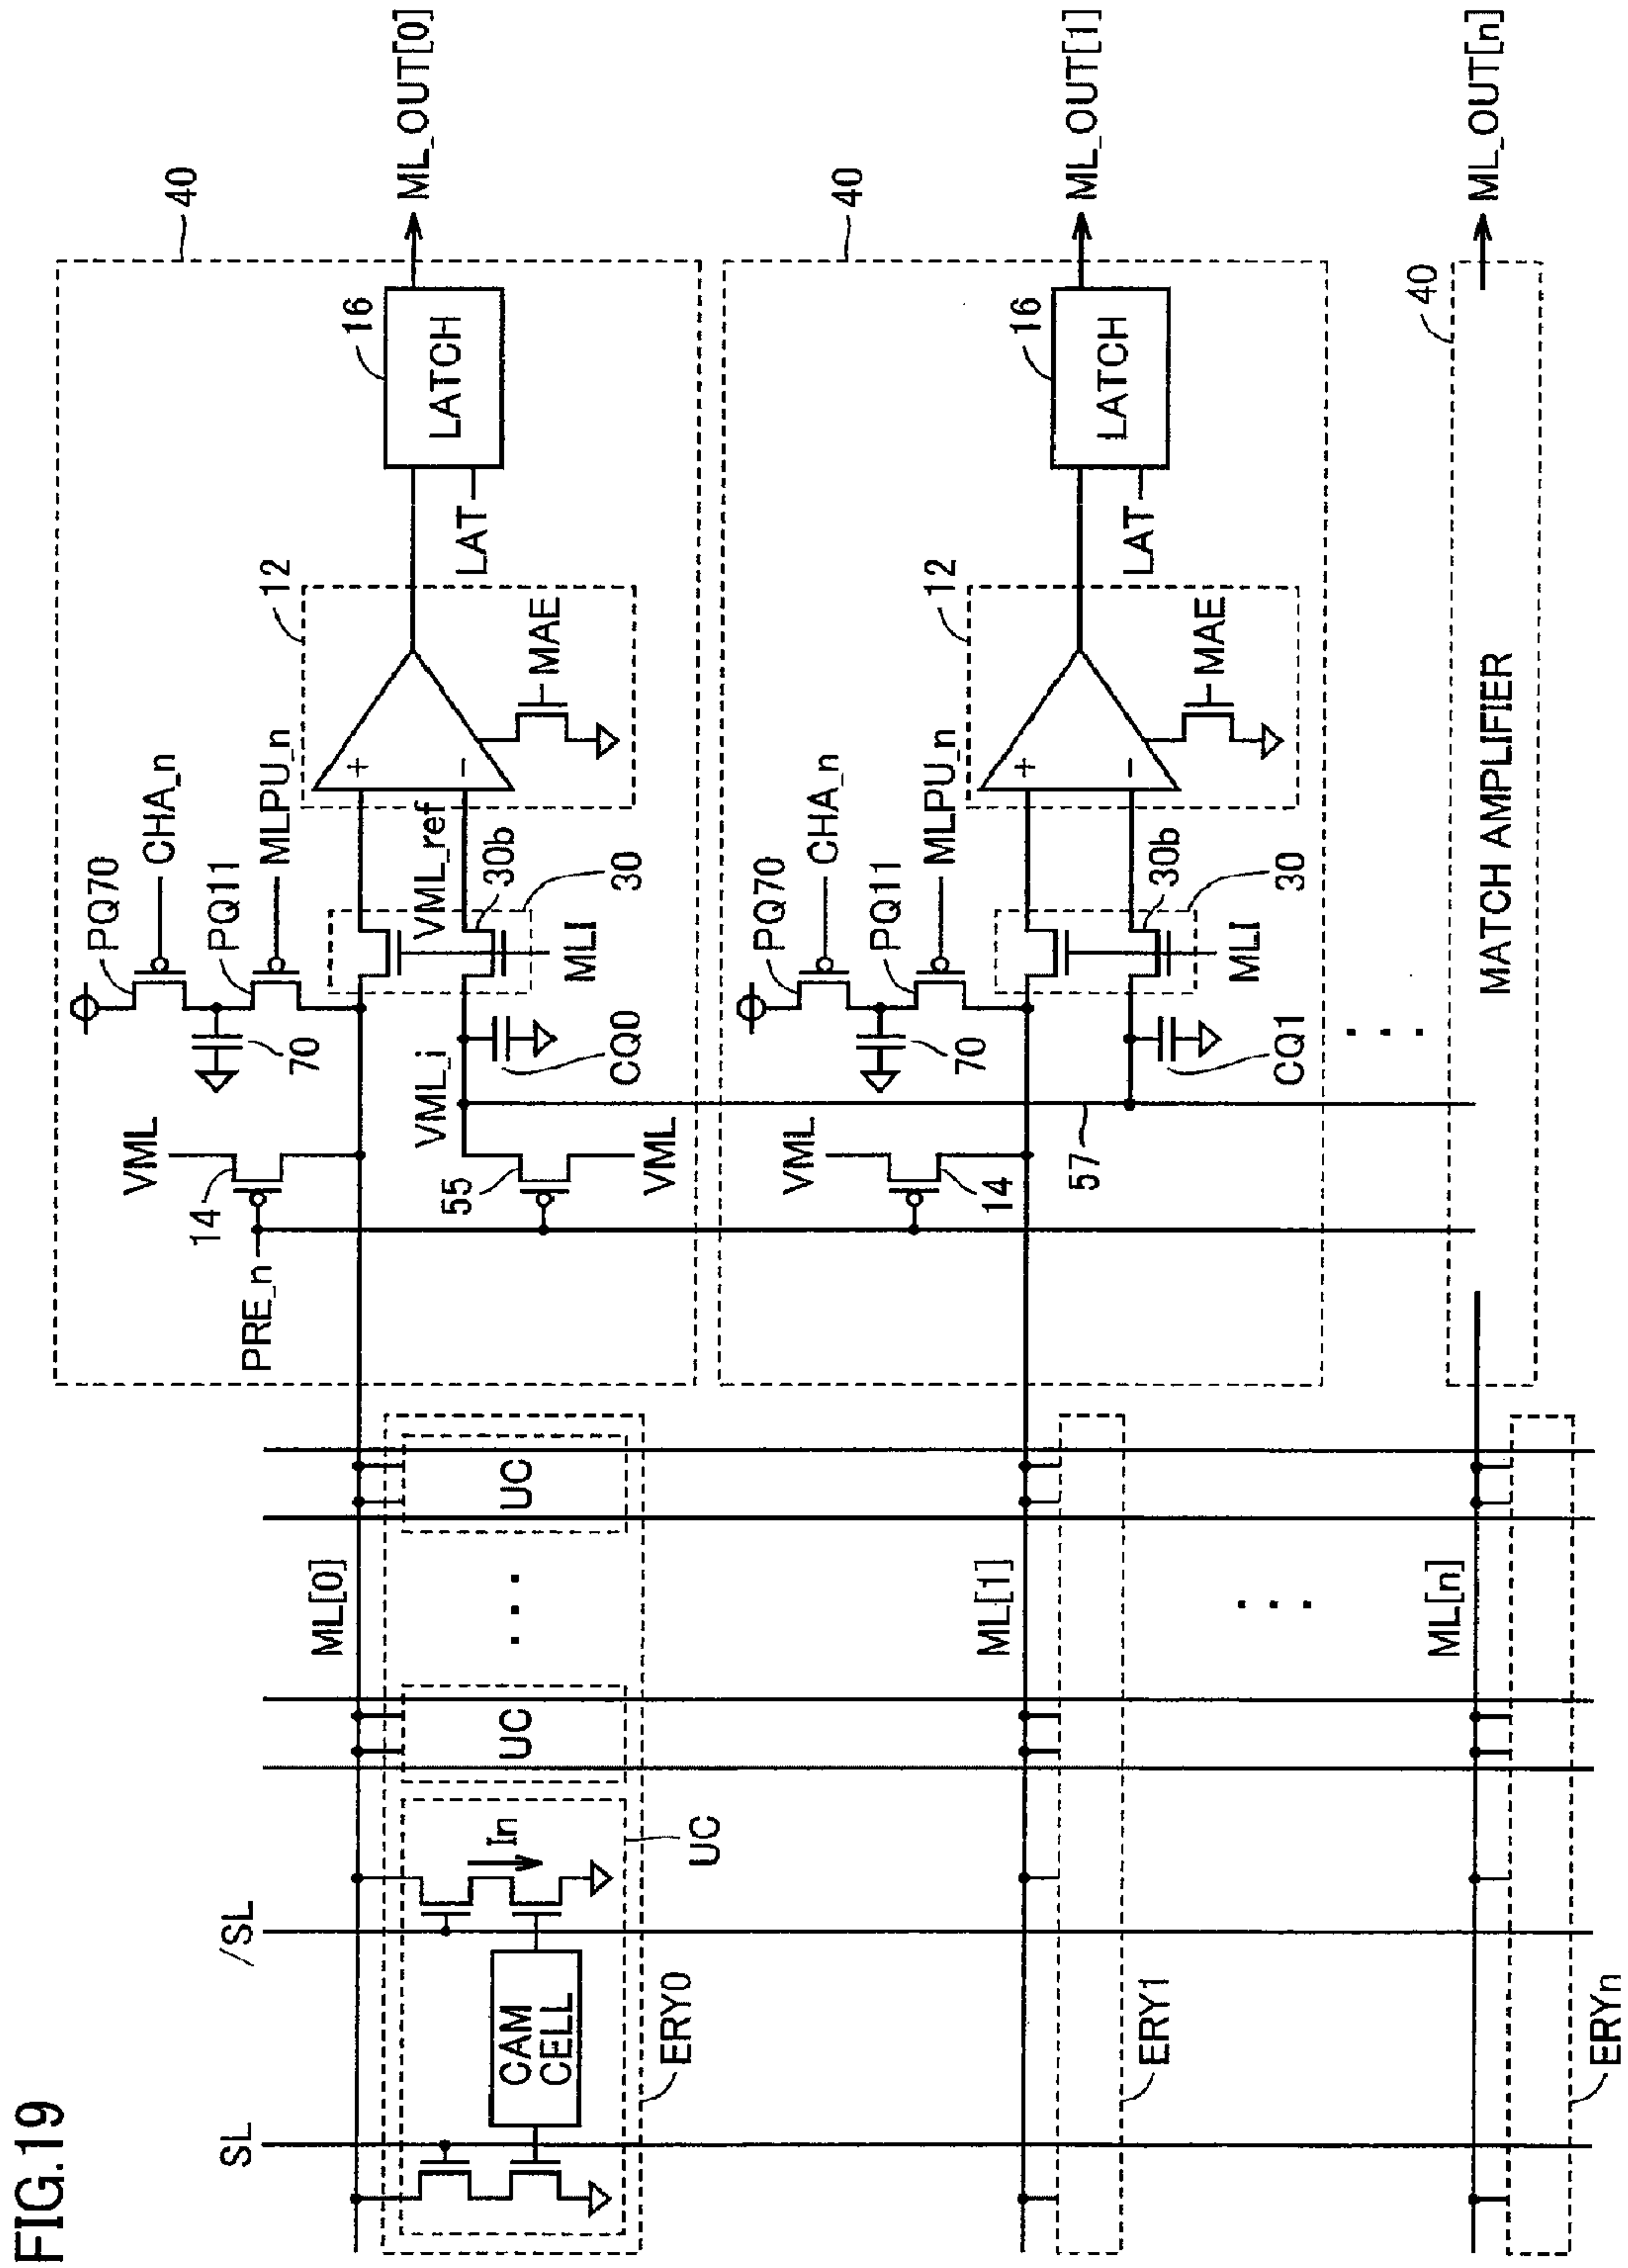 FIG.19
SL
/SL
CAM
CELL
In
UC
ERY0
UC
UC
ML[0]
ML[1]
ERY1
ML[n]
ERYn
PRE_n
14
VML
55
VML
VML_i
CQ0
70
PQ70
CHA_n
PQ11
MLPU_n
VML_ref
30b
30
MLI
+
−
12
MAE
LAT
16
LATCH
40
ML_OUT[0]
VML
14
57
70
PQ70
CHA_n
PQ11
MLPU_n
30b
30
MLI
CQ1
+
−
12
MAE
LAT
16
LATCH
40
ML_OUT[1]
MATCH AMPLIFIER
40
ML_OUT[n]